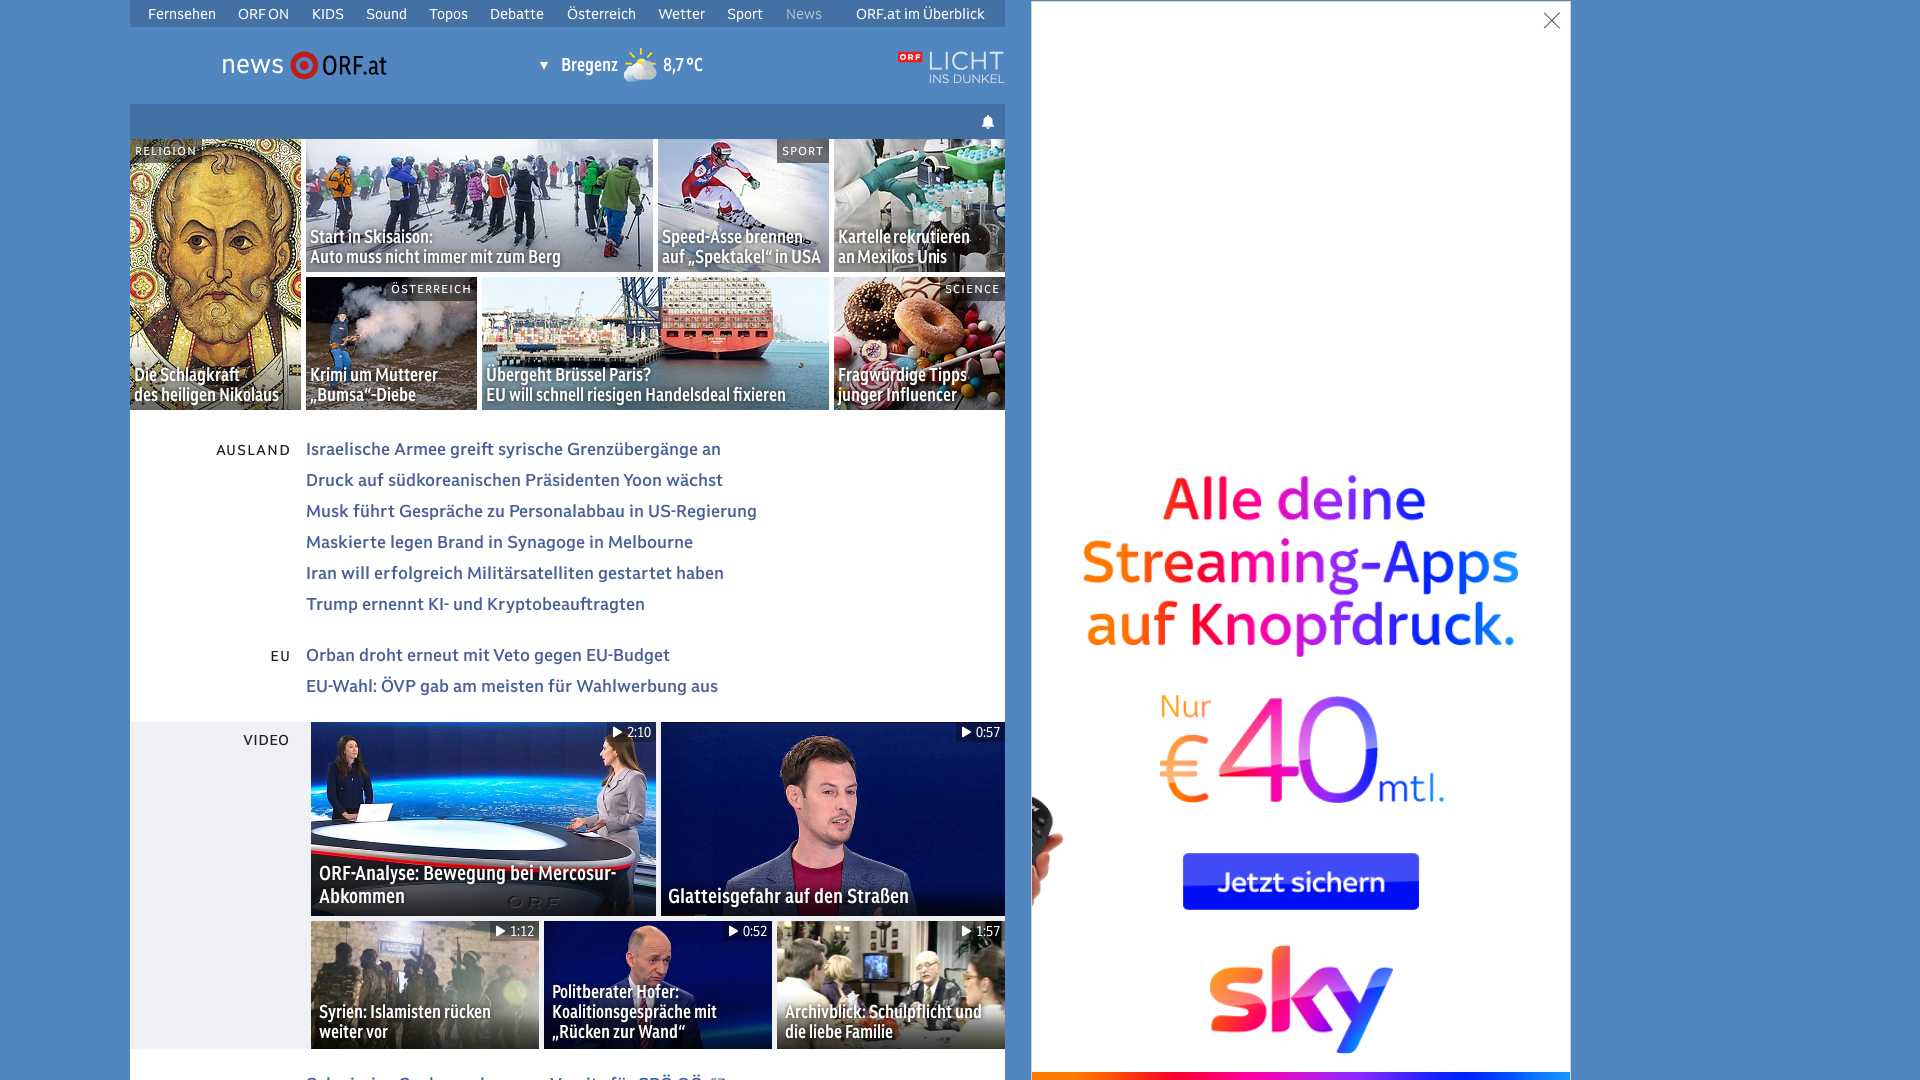 Fernsehen ORF ON KIDS Sound Topos Debatte Österreich Wetter Sport News ORF.at im Überblick
news ORF.at
Bregenz 8,7 °C
ORF LICHT
INS DUNKEL
RELIGION
Die Schlagkraft
des heiligen Nikolaus
Start in Skisaison:
Auto muss nicht immer mit zum Berg
SPORT
Speed-Asse brennen
auf „Spektakel“ in USA
Kartelle rekrutieren
an Mexikos Unis
ÖSTERREICH
Krimi um Mutterer
„Bumsa“-Diebe
Übergeht Brüssel Paris?
EU will schnell riesigen Handelsdeal fixieren
SCIENCE
Fragwürdige Tipps
junger Influencer
AUSLAND
Israelische Armee greift syrische Grenzübergänge an
Druck auf südkoreanischen Präsidenten Yoon wächst
Musk führt Gespräche zu Personalabbau in US-Regierung
Maskierte legen Brand in Synagoge in Melbourne
Iran will erfolgreich Militärsatelliten gestartet haben
Trump ernennt KI- und Kryptobeauftragten
EU
Orban droht erneut mit Veto gegen EU-Budget
EU-Wahl: ÖVP gab am meisten für Wahlwerbung aus
VIDEO
2:10
ORF-Analyse: Bewegung bei Mercosur-
Abkommen
ORF
0:57
Glatteisgefahr auf den Straßen
1:12
Syrien: Islamisten rücken
weiter vor
0:52
Politberater Hofer:
Koalitionsgespräche mit
„Rücken zur Wand“
1:57
Archivblick: Schulpflicht und
die liebe Familie
Alle deine
Streaming-Apps
auf Knopfdruck.
Nur
€40 mtl.
Jetzt sichern
sky